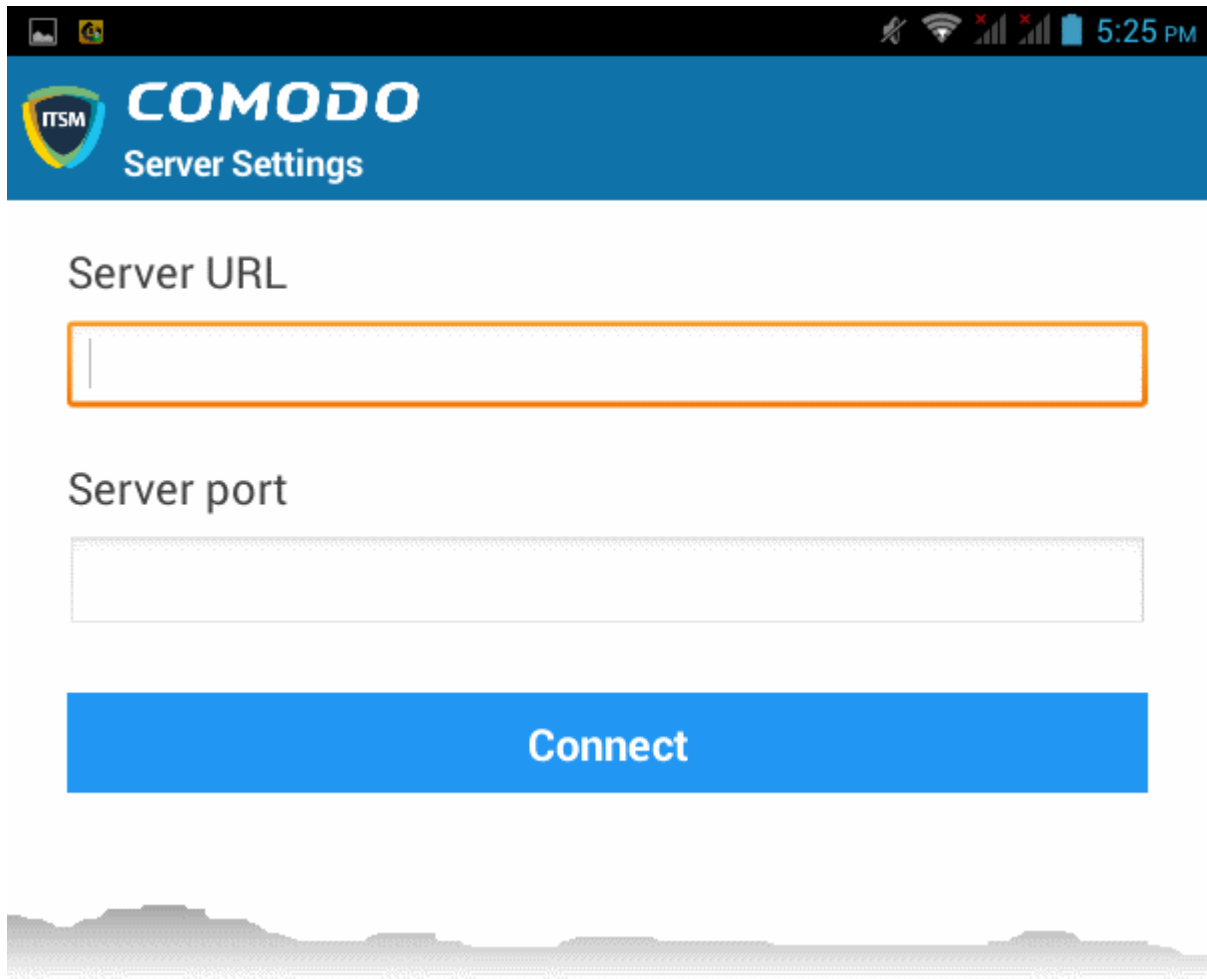 5:25 PM
ITSM
COMODO
Server Settings
Server URL
Server port
Connect